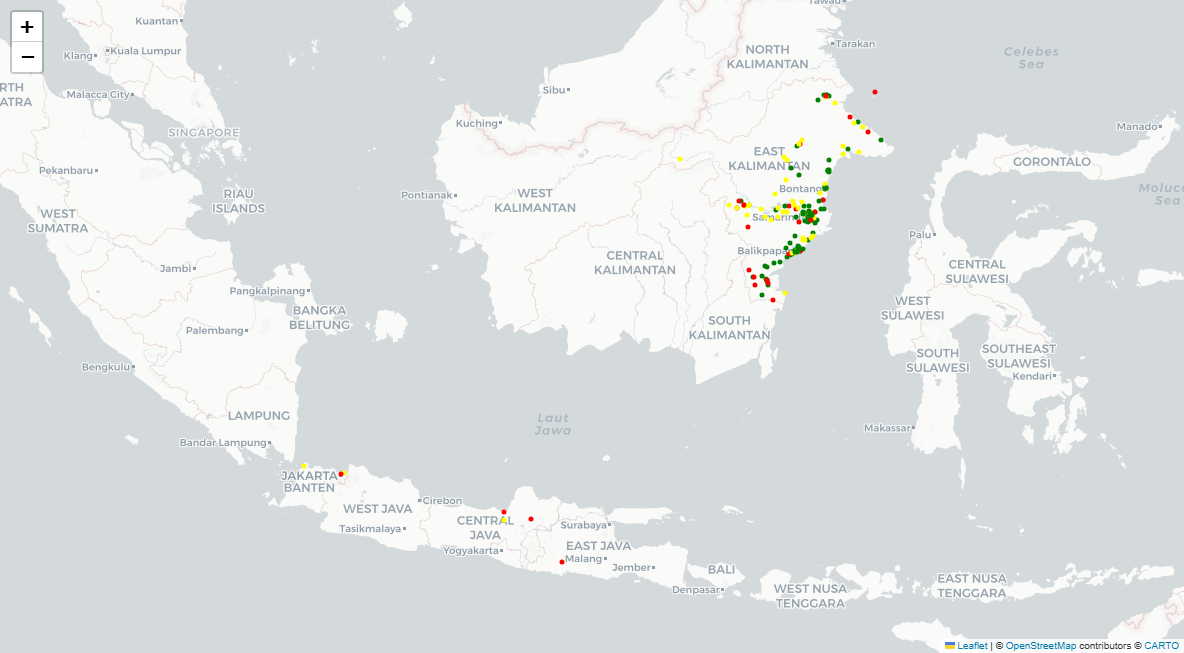 +
−
Kuantan
Kuala Lumpur
Klang
RTH
ATRA
Malacca City
SINGAPORE
Pekanbaru
RIAU
ISLANDS
WEST
SUMATRA
Jambi
Pangkalpinang
BANGKA
BELITUNG
Palembang
Bengkulu
LAMPUNG
Bandar Lampung
JAKARTA
BANTEN
WEST JAVA
Cirebon
Tasikmalaya
CENTRAL
JAVA
Yogyakarta
Surabaya
EAST JAVA
Malang
Jember
BALI
Denpasar
WEST NUSA
TENGGARA
EAST NUSA
TENGGARA
Laut
Jawa
Sibu
Kuching
Pontianak
WEST
KALIMANTAN
CENTRAL
KALIMANTAN
SOUTH
KALIMANTAN
EAST
KALIMANTAN
Bontang
Samarin
Balikpapa
NORTH
KALIMANTAN
Tawau
Tarakan
Celebes
Sea
Manado
GORONTALO
Moluc
Sea
Palu
CENTRAL
SULAWESI
WEST
SULAWESI
SOUTH
SULAWESI
SOUTHEAST
SULAWESI
Kendari
Makassar
Leaflet | © OpenStreetMap contributors © CARTO